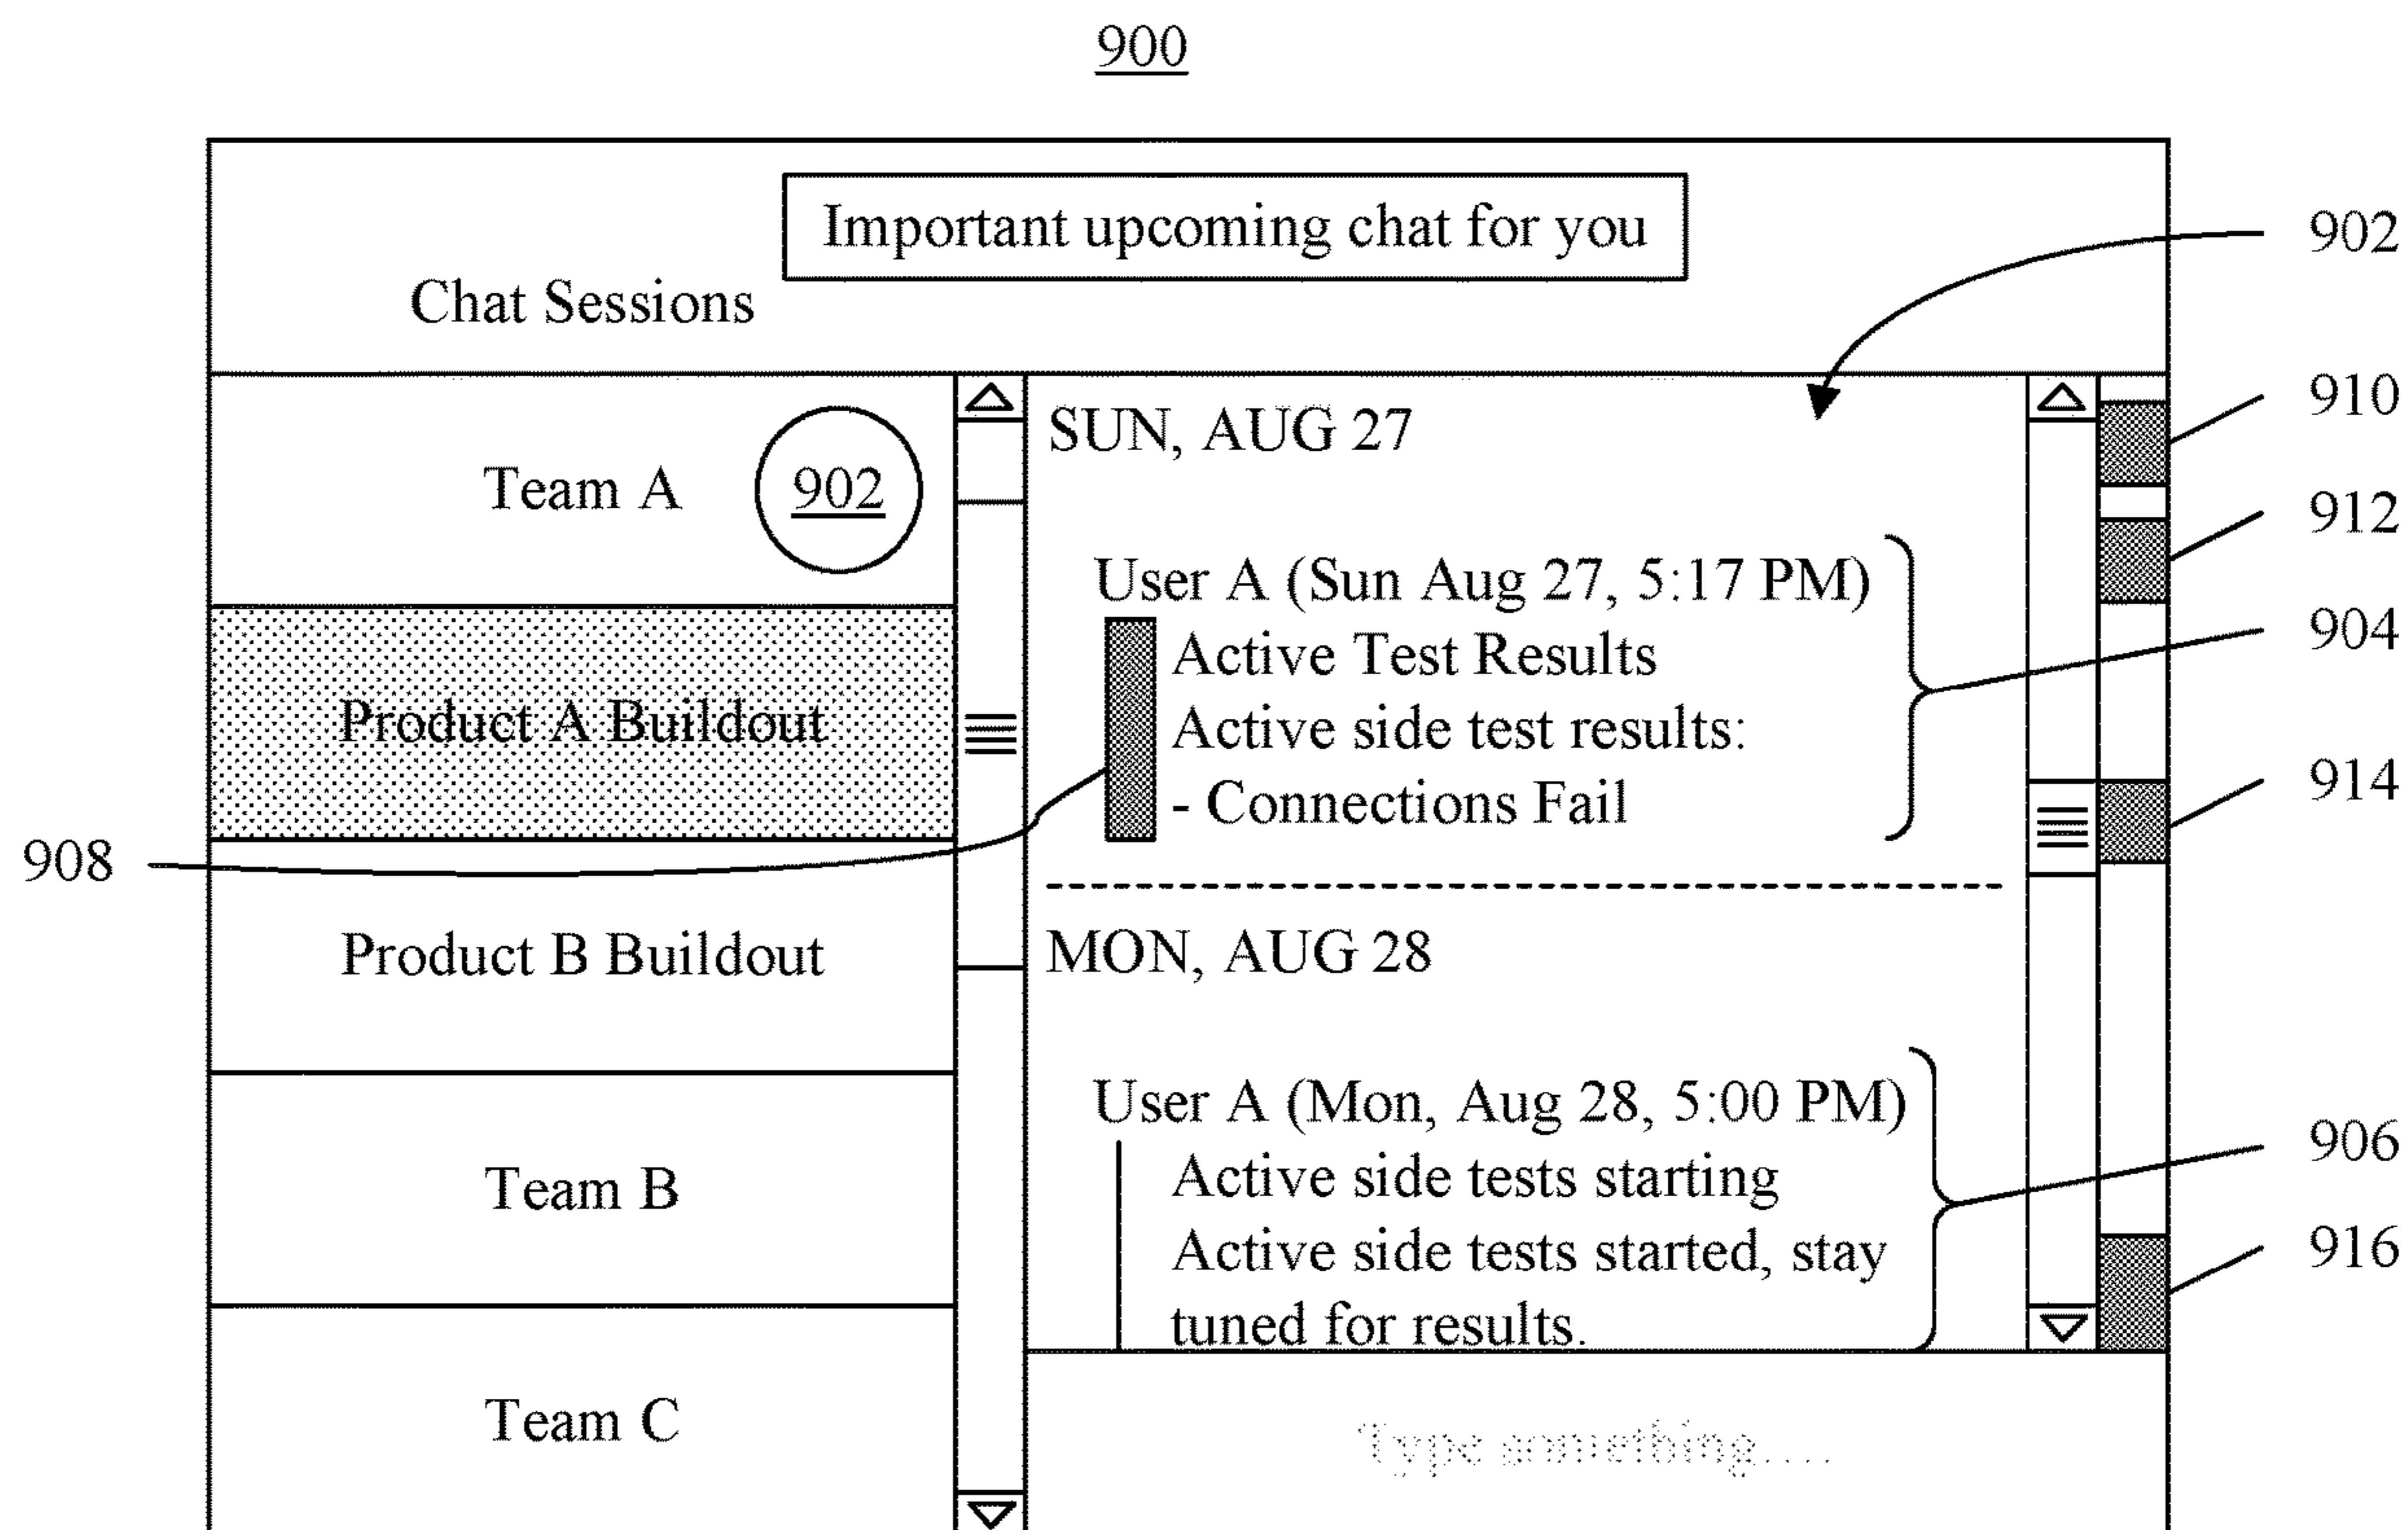 900
Important upcoming chat for you
902
Chat Sessions
910
SUN, AUG 27
Team A
902
912
User A (Sun Aug 27, 5:17 PM)
904
Active Test Results
Product A Buildout
Active side test results:
914
- Connections Fail
908
Product B Buildout
MON, AUG 28
User A (Mon, Aug 28, 5:00 PM)
906
Team B
Active side tests starting
Active side tests started, stay
916
tuned for results.
Team C
Type something....